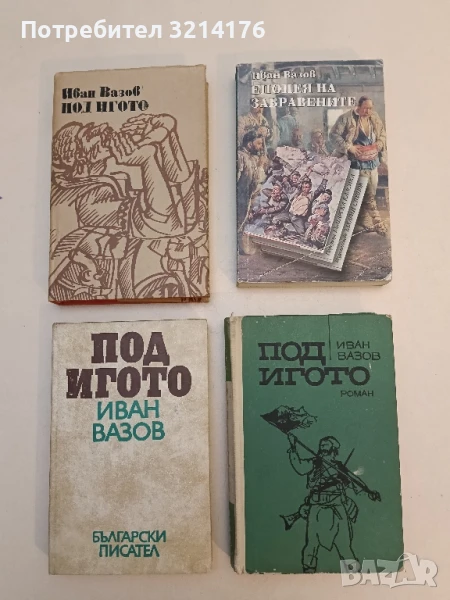 Потребител 3214176
Иван Вазов
ПОД ИГОТО
Иван Вазов
ЕПОПЕЯ НА
ЗАБРАВЕНИТЕ
ПОД
ИГОТО
ИВАН
ВАЗОВ
БЪЛГАРСКИ
ПИСАТЕЛ
ПОД
ИГОТО
ИВАН
ВАЗОВ
РОМАН
BAZAR